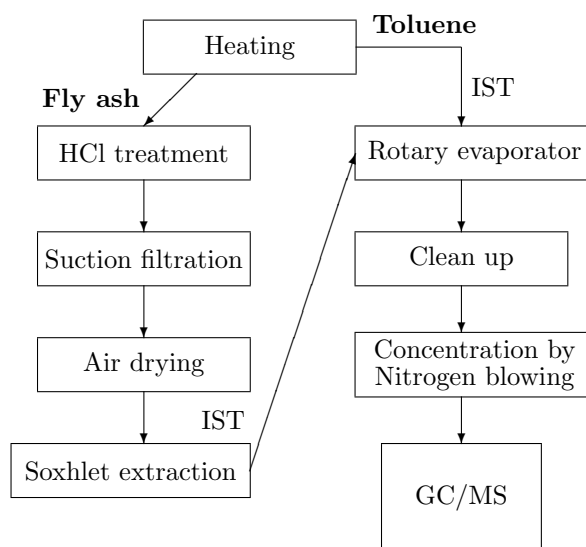 Toluene
Heating
IST
Fly ash
HCl treatment
Rotary evaporator
Suction filtration
Clean up
Air drying
Concentration by
Nitrogen blowing
IST
Soxhlet extraction
GC/MS